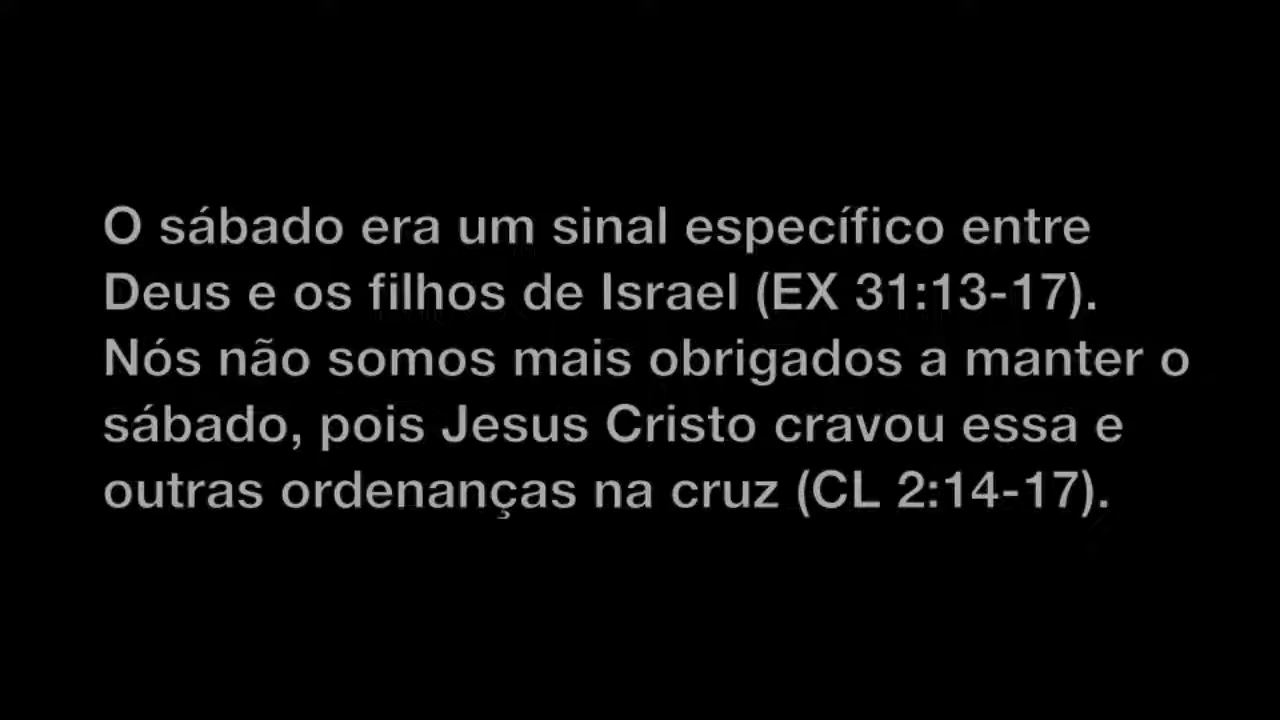 O sábado era um sinal específico entre
Deus e os filhos de Israel (EX 31:13-17).
Nós não somos mais obrigados a manter o
sábado, pois Jesus Cristo cravou essa e
outras ordenanças na cruz (CL 2:14-17).